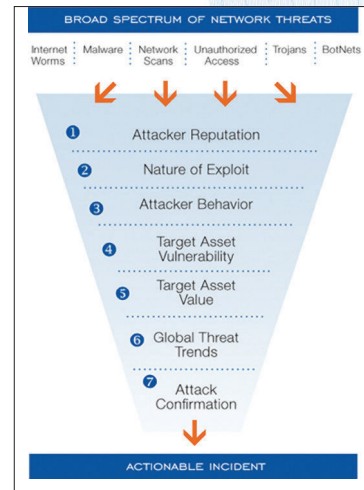 BROAD SPECTRUM OF NETWORK THREATS
Internet Worms
Malware
Network Scans
Unauthorized Access
Trojans
BotNets
1 Attacker Reputation
2 Nature of Exploit
3 Attacker Behavior
4 Target Asset
Vulnerability
5 Target Asset
Value
6 Global Threat
Trends
7 Attack
Confirmation
ACTIONABLE INCIDENT